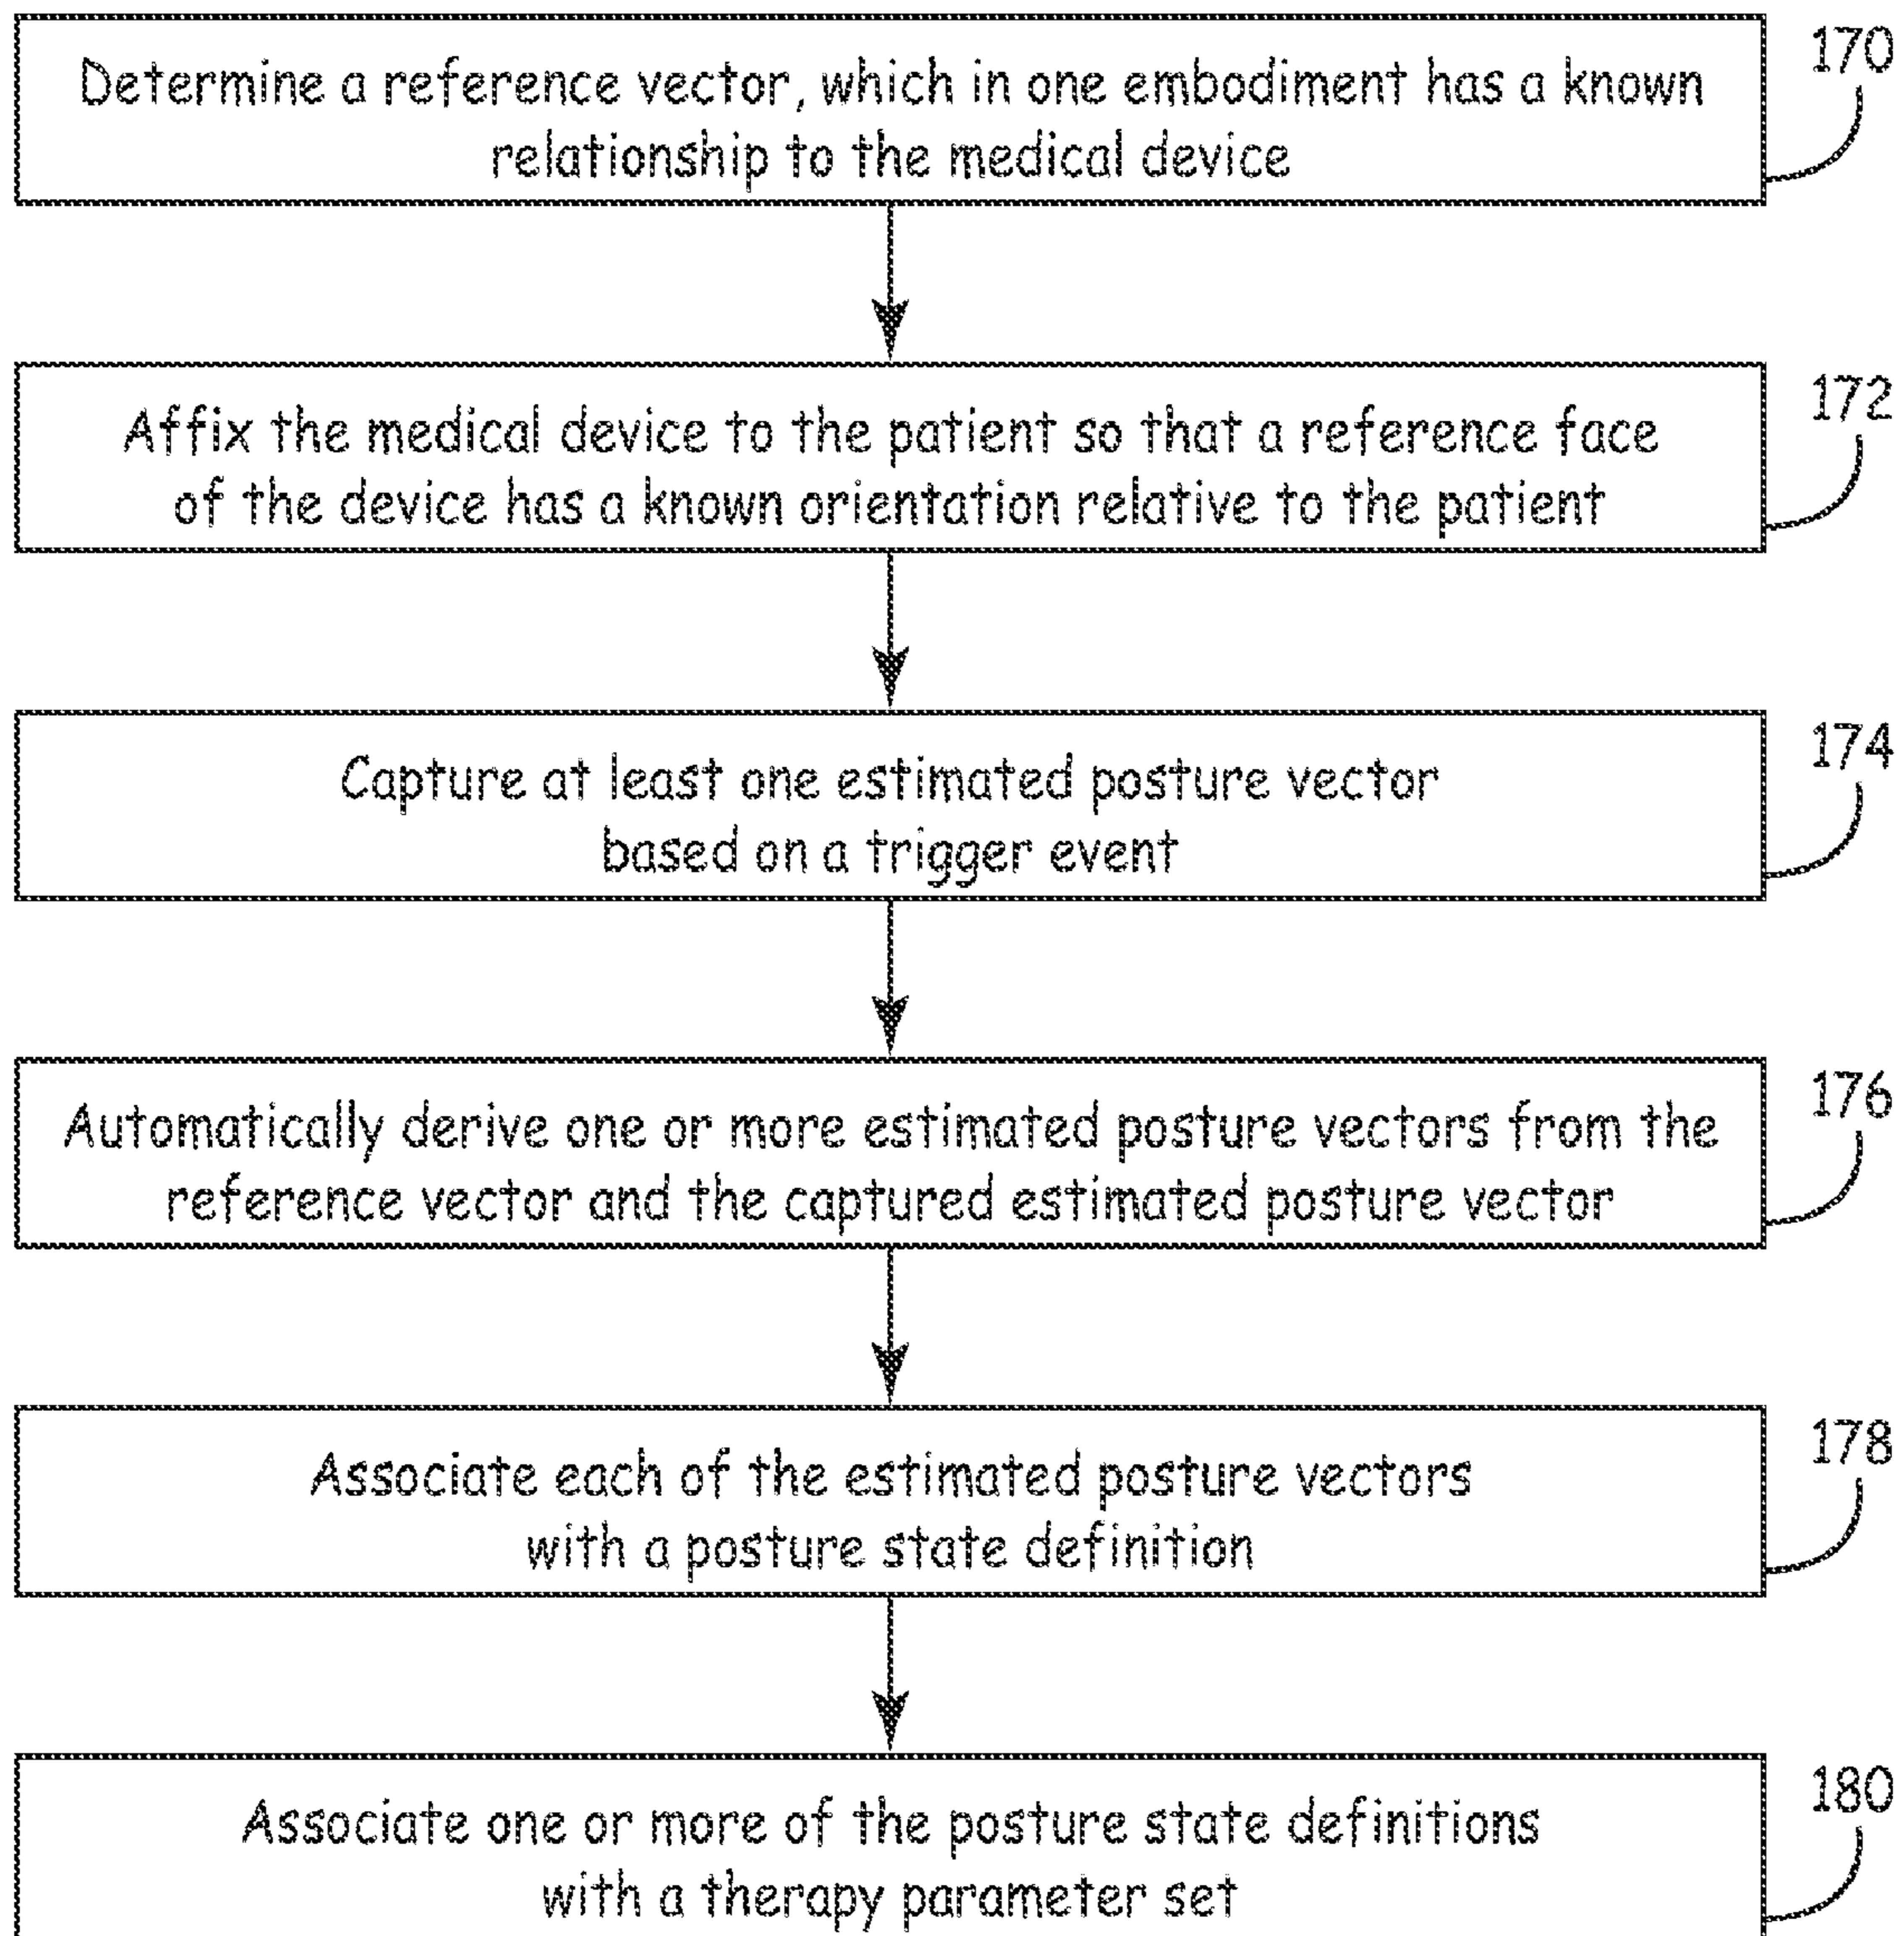 Determine a reference vector, which in one embodiment has a known
relationship to the medical device
170
Affix the medical device to the patient so that a reference face
of the device has a known orientation relative to the patient
172
Capture at least one estimated posture vector
based on a trigger event
174
Automatically derive one or more estimated posture vectors from the
reference vector and the captured estimated posture vector
176
Associate each of the estimated posture vectors
with a posture state definition
178
Associate one or more of the posture state definitions
with a therapy parameter set
180